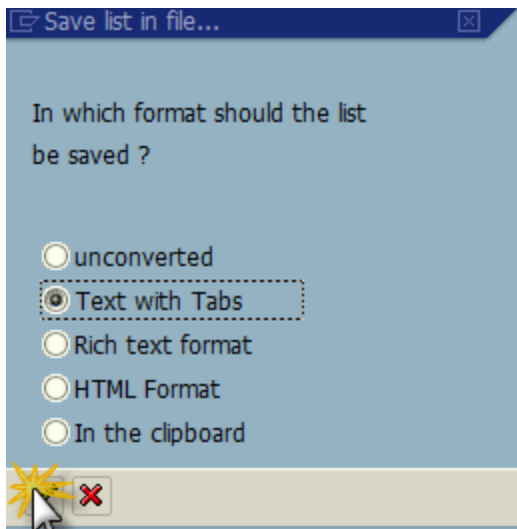 Save list in file...
In which format should the list
be saved ?
unconverted
Text with Tabs
Rich text format
HTML Format
In the clipboard